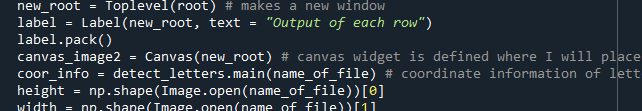 new_root = Toplevel(root) # makes a new window
label = Label(new_root, text = "Output of each row")
label.pack()
canvas_image2 = Canvas(new_root) # canvas widget is defined where I will place
coor_info = detect_letters.main(name_of_file) # coordinate information of lett
height = np.shape(Image.open(name_of_file))[0]
width = np.shape(Image.open(name_of_file))[1]